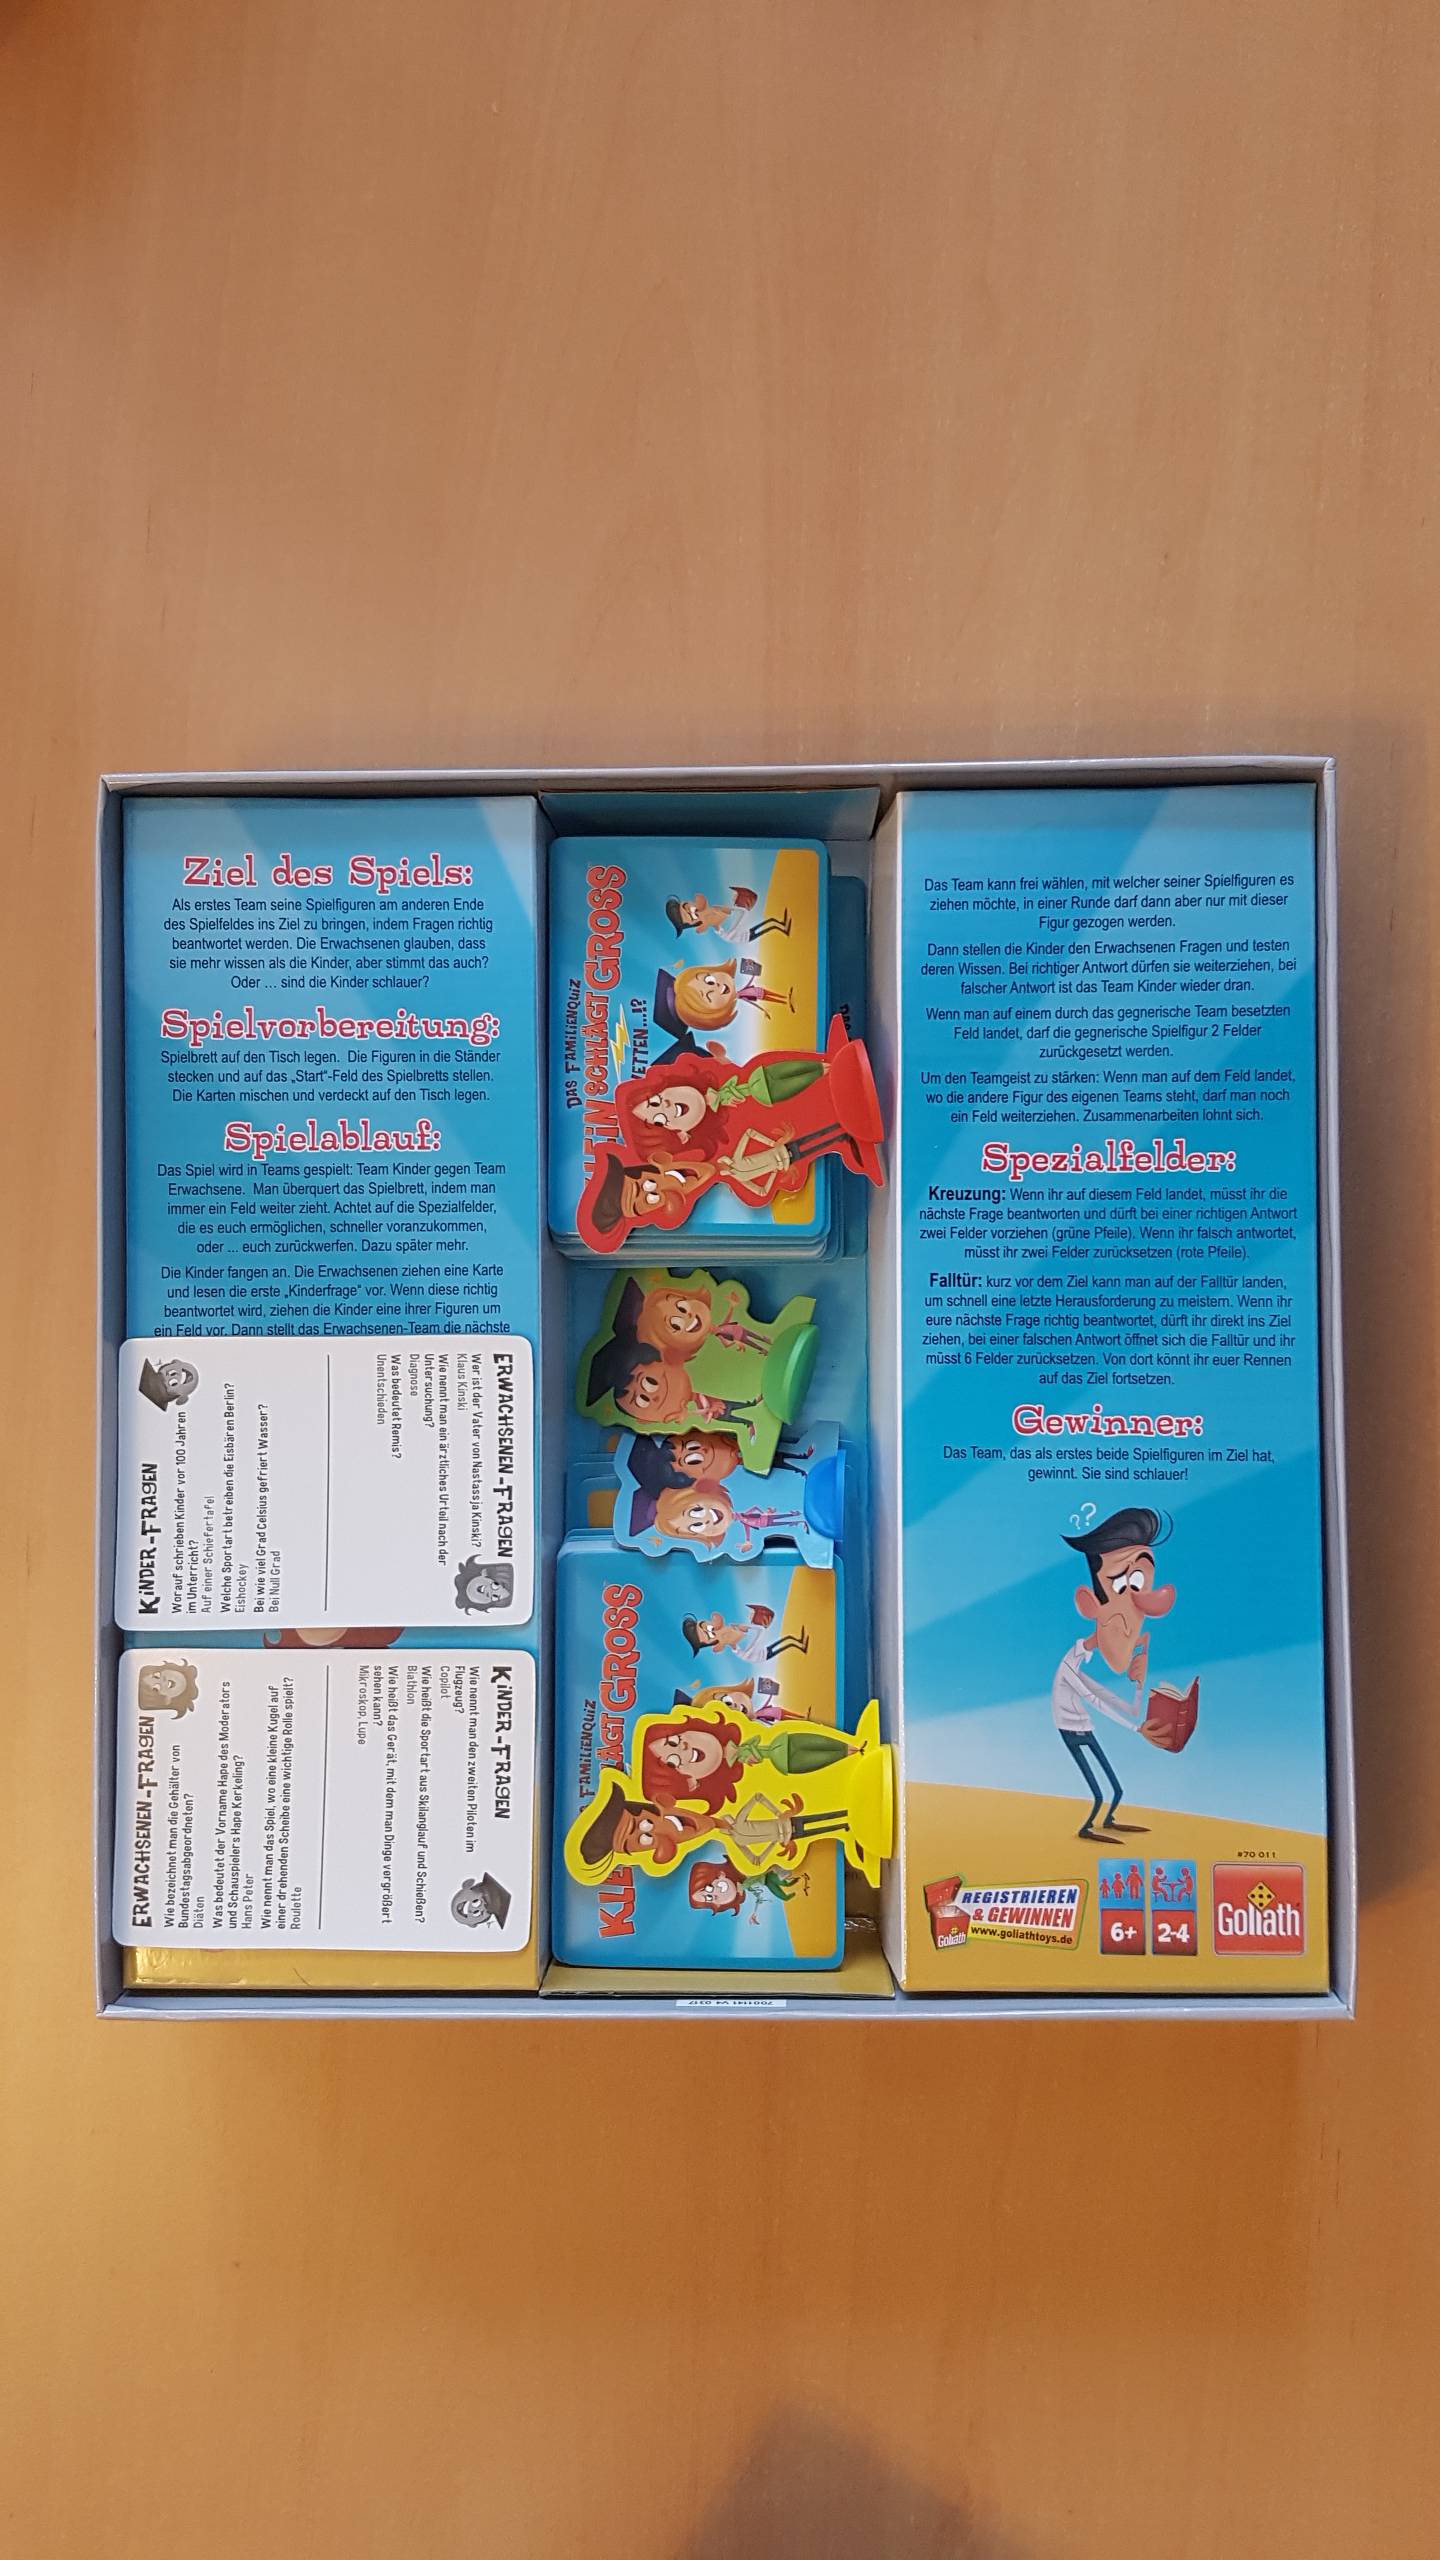 Ziel des Spiels:
Als erstes Team seine Spielfiguren am anderen Ende
des Spielfeldes ins Ziel zu bringen, indem Fragen richtig
beantwortet werden. Die Erwachsenen glauben, dass
sie mehr wissen als die Kinder, aber stimmt das auch?
Oder ... sind die Kinder schlauer?
Spielvorbereitung:
Spielbrett auf den Tisch legen. Die Figuren in die Ständer
stecken und auf das „Start“-Feld des Spielbretts stellen.
Die Karten mischen und verdeckt auf den Tisch legen.
Spielablauf:
Das Spiel wird in Teams gespielt: Team Kinder gegen Team
Erwachsene. Man überquert das Spielbrett, indem man
immer ein Feld weiter zieht. Achtet auf die Spezialfelder,
die es euch ermöglichen, schneller voranzukommen,
oder ... euch zurückwerfen. Dazu später mehr.
Die Kinder fangen an. Die Erwachsenen ziehen eine Karte
und lesen die erste „Kinderfrage“ vor. Wenn diese richtig
beantwortet wird, ziehen die Kinder eine ihrer Figuren um
ein Feld vor. Dann stellt das Erwachsenen-Team die nächste
KINDER-FRAGEN
Worauf schrieben Kinder vor 100 Jahren
im Unterricht?
Auf einer Schiefertafel
Welche Sportart betreiben die Eisbären Berlin?
Eishockey
Bei wie viel Grad Celsius gefriert Wasser?
Bei Null Grad
ERWACHSENEN-FRAGEN
Wer ist der Vater von Nastassja Kinski?
Klaus Kinski
Wie nennt man ein ärztliches Urteil nach der
Untersuchung?
Diagnose
Was bedeutet Remis?
Unentschieden
ERWACHSENEN-FRAGEN
Wie bezeichnet man die Gehälter von
Bundestagsabgeordneten?
Diäten
Was bedeutet der Vorname Hape des Moderators
und Schauspielers Hape Kerkeling?
Hans Peter
Wie nennt man das Spiel, wo eine kleine Kugel auf
einer drehenden Scheibe eine wichtige Rolle spielt?
Roulette
KINDER-FRAGEN
Wie nennt man den zweiten Piloten im
Flugzeug?
Copilot
Wie heißt die Sportart aus Skilanglauf und Schießen?
Biathlon
Wie heißt das Gerät, mit dem man Dinge vergrößert
sehen kann?
Mikroskop, Lupe
DAS FAMILIENQUIZ
KLEIN SCHLÄGT GROSS
WETTEN...!?
FAMILIENQUIZ
KLE LÄGT GROSS
7001141 V4 0317
Das Team kann frei wählen, mit welcher seiner Spielfiguren es
ziehen möchte, in einer Runde darf dann aber nur mit dieser
Figur gezogen werden.
Dann stellen die Kinder den Erwachsenen Fragen und testen
deren Wissen. Bei richtiger Antwort dürfen sie weiterziehen, bei
falscher Antwort ist das Team Kinder wieder dran.
Wenn man auf einem durch das gegnerische Team besetzten
Feld landet, darf die gegnerische Spielfigur 2 Felder
zurückgesetzt werden.
Um den Teamgeist zu stärken: Wenn man auf dem Feld landet,
wo die andere Figur des eigenen Teams steht, darf man noch
ein Feld weiterziehen. Zusammenarbeiten lohnt sich.
Spezialfelder:
Kreuzung: Wenn ihr auf diesem Feld landet, müsst ihr die
nächste Frage beantworten und dürft bei einer richtigen Antwort
zwei Felder vorziehen (grüne Pfeile). Wenn ihr falsch antwortet,
müsst ihr zwei Felder zurücksetzen (rote Pfeile).
Falltür: kurz vor dem Ziel kann man auf der Falltür landen,
um schnell eine letzte Herausforderung zu meistern. Wenn ihr
eure nächste Frage richtig beantwortet, dürft ihr direkt ins Ziel
ziehen, bei einer falschen Antwort öffnet sich die Falltür und ihr
müsst 6 Felder zurücksetzen. Von dort könnt ihr euer Rennen
auf das Ziel fortsetzen.
Gewinner:
Das Team, das als erstes beide Spielfiguren im Ziel hat,
gewinnt. Sie sind schlauer!
??
#70 011
REGISTRIEREN
& GEWINNEN
www.goliathtoys.de
Goliath
6+
2-4
Goliath